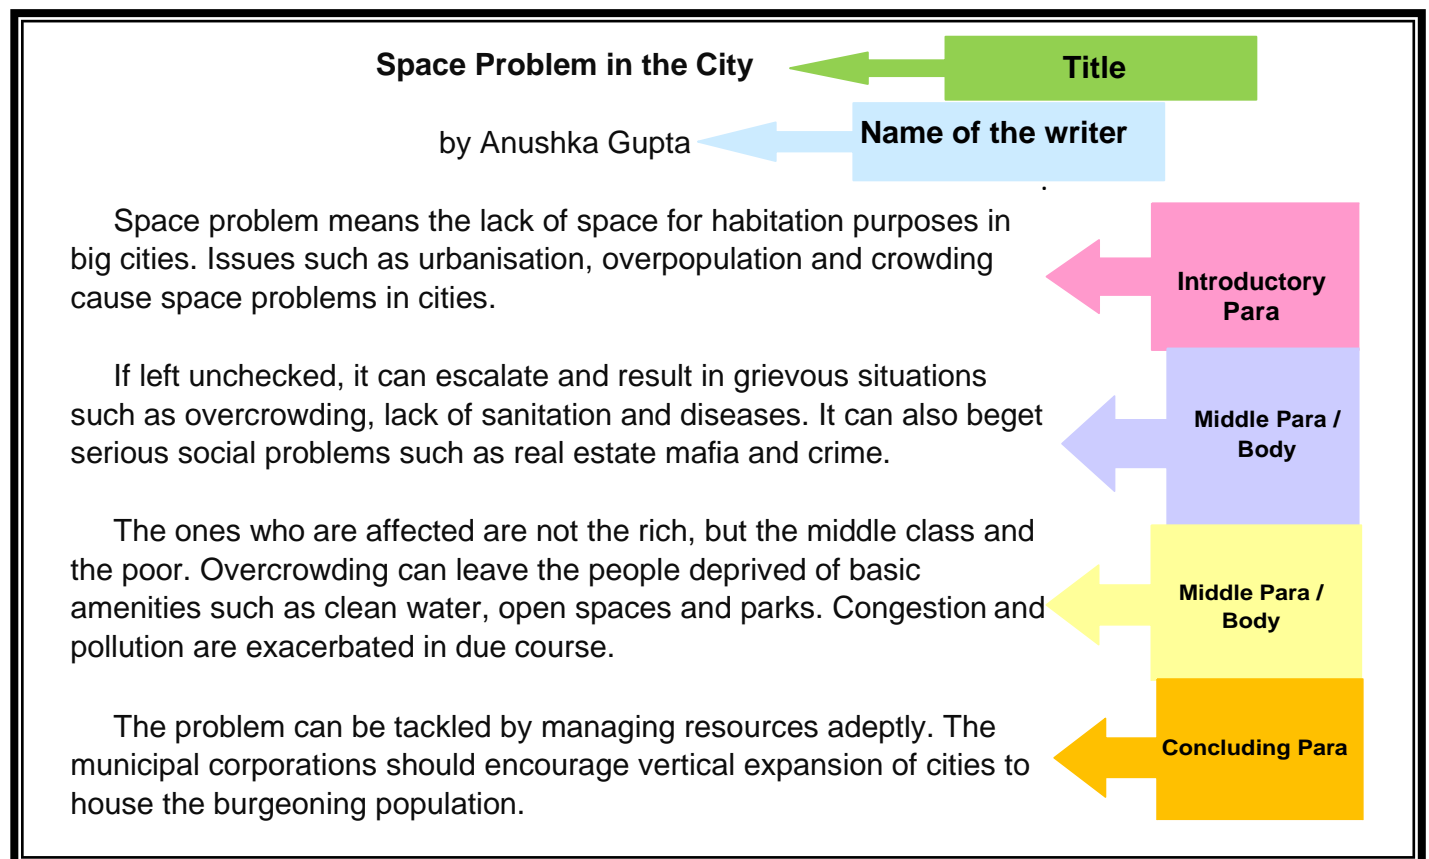 Space Problem in the City
Title
by Anushka Gupta
Name of the writer
.
Space problem means the lack of space for habitation purposes in
big cities. Issues such as urbanisation, overpopulation and crowding
cause space problems in cities.
Introductory
Para
If left unchecked, it can escalate and result in grievous situations
such as overcrowding, lack of sanitation and diseases. It can also beget
serious social problems such as real estate mafia and crime.
Middle Para /
Body
The ones who are affected are not the rich, but the middle class and
the poor. Overcrowding can leave the people deprived of basic
amenities such as clean water, open spaces and parks. Congestion and
pollution are exacerbated in due course.
Middle Para /
Body
The problem can be tackled by managing resources adeptly. The
municipal corporations should encourage vertical expansion of cities to
house the burgeoning population.
Concluding Para